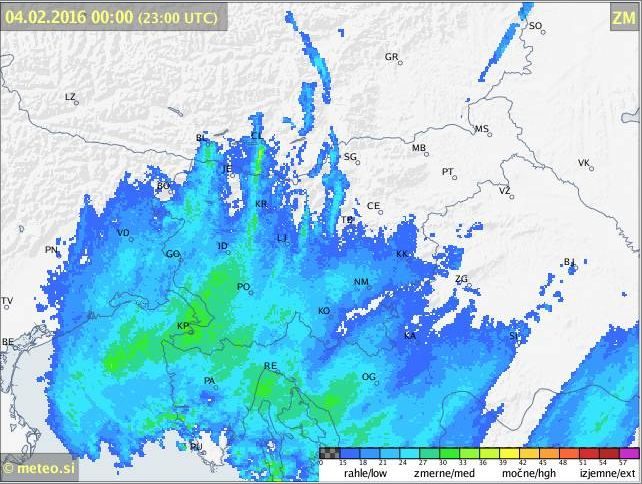 04.02.2016 00:00 (23:00 UTC)
ZM
SO
GR
LZ
MS
BL
CL
MB
SG
VK
JE
PT
BO
VŽ
KR
CE
TR
VD
LJ
PN
GO
ID
KK
BJ
NM
ZG
PO
TV
KO
KP
KA
SI
BE
RE
PA
OG
PU
0 15 18 21 24 27 30 33 36 39 42 45 48 51 54 57
rahle/low zmerne/med močne/hgh izjemne/ext
© meteo.si